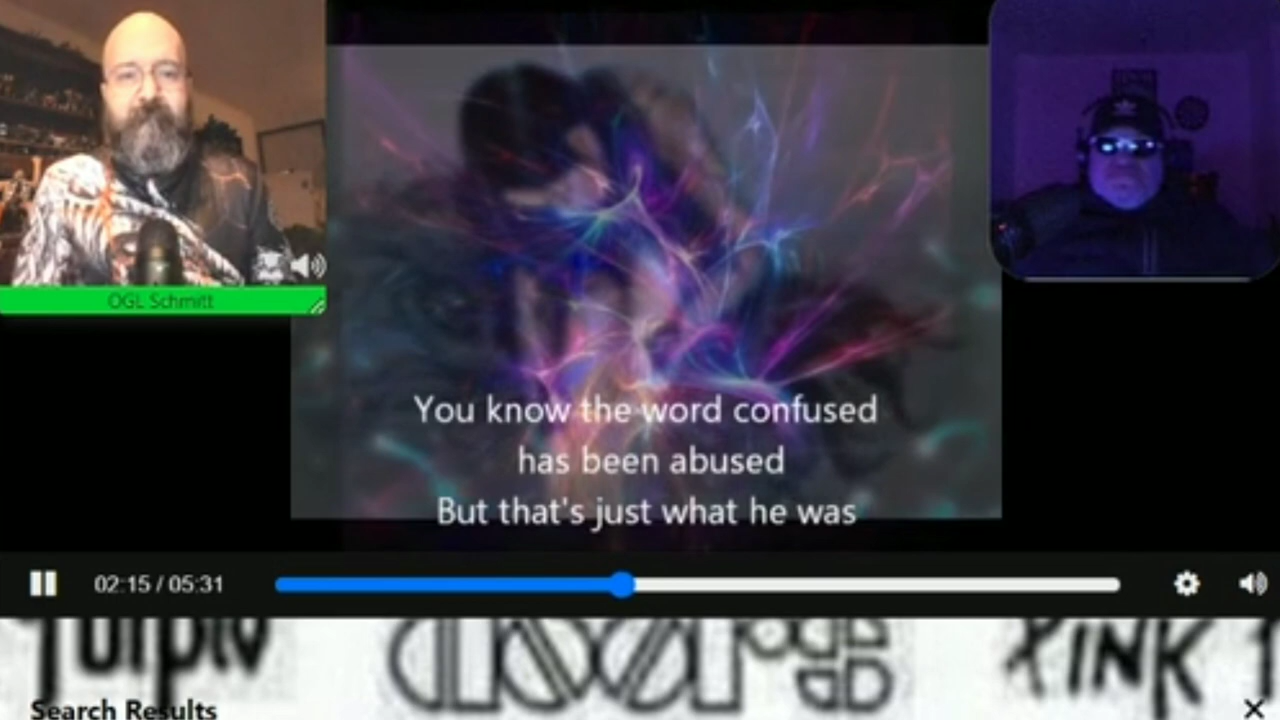 OGL Schmitt
You know the word confused
has been abused
But that's just what he was
02:15 / 05:31
PINK
Search Results